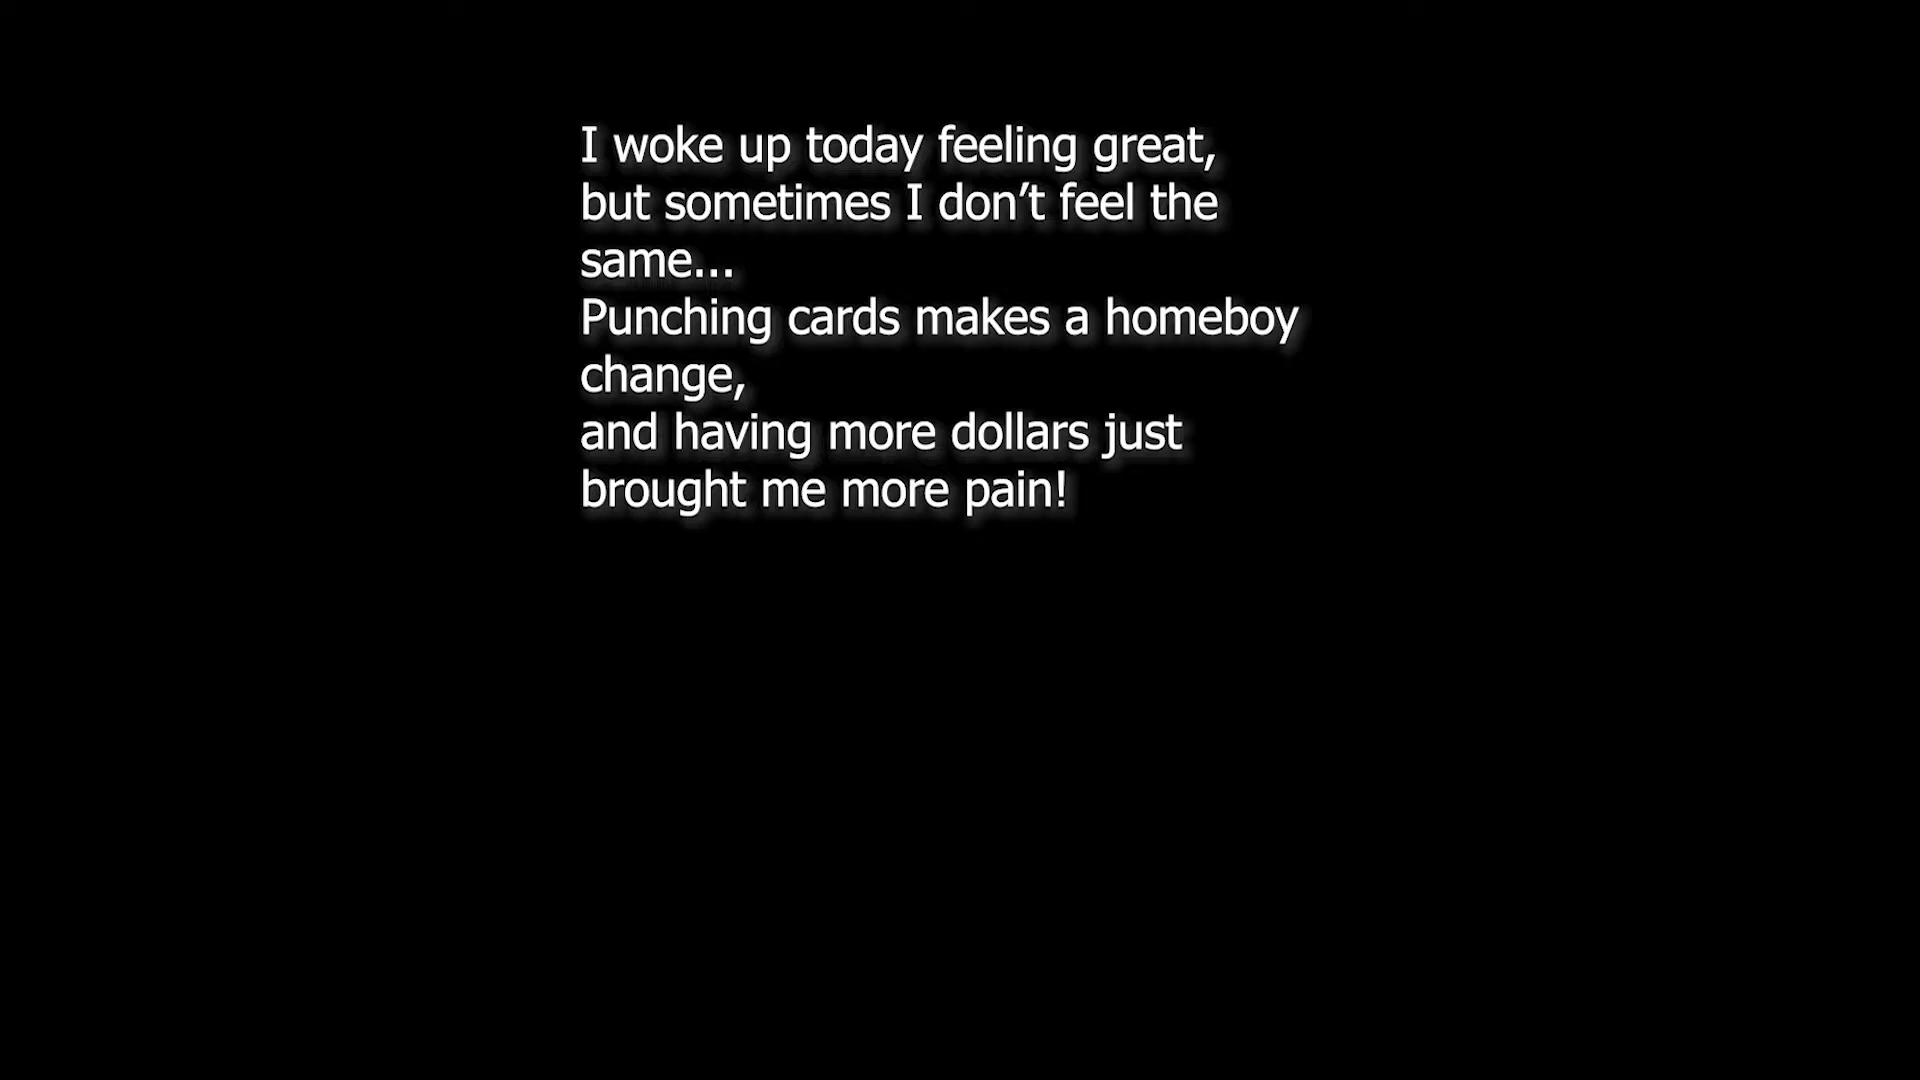 I woke up today feeling great,
but sometimes I don’t feel the
same...
Punching cards makes a homeboy
change,
and having more dollars just
brought me more pain!